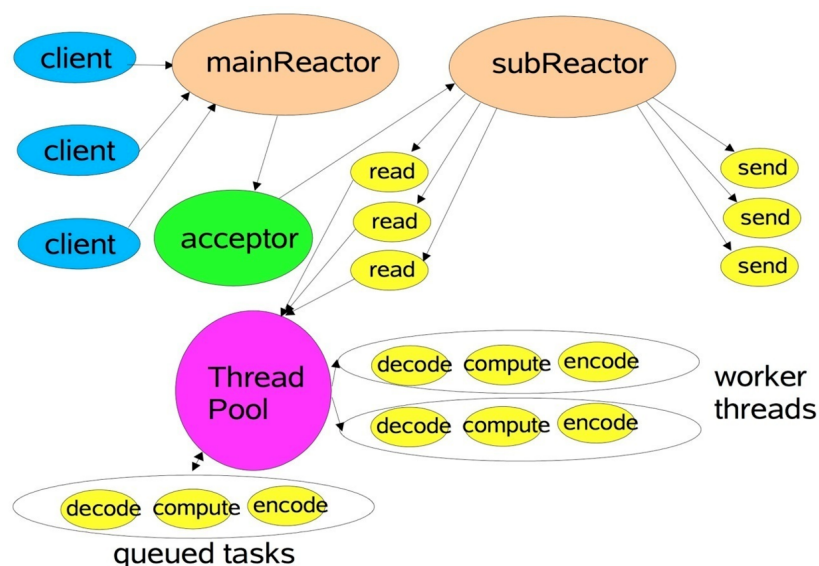 client
mainReactor
subReactor
client
read
send
client
acceptor
read
send
read
send
Thread
Pool
decode compute encode
worker
threads
decode compute encode
decode compute encode
queued tasks